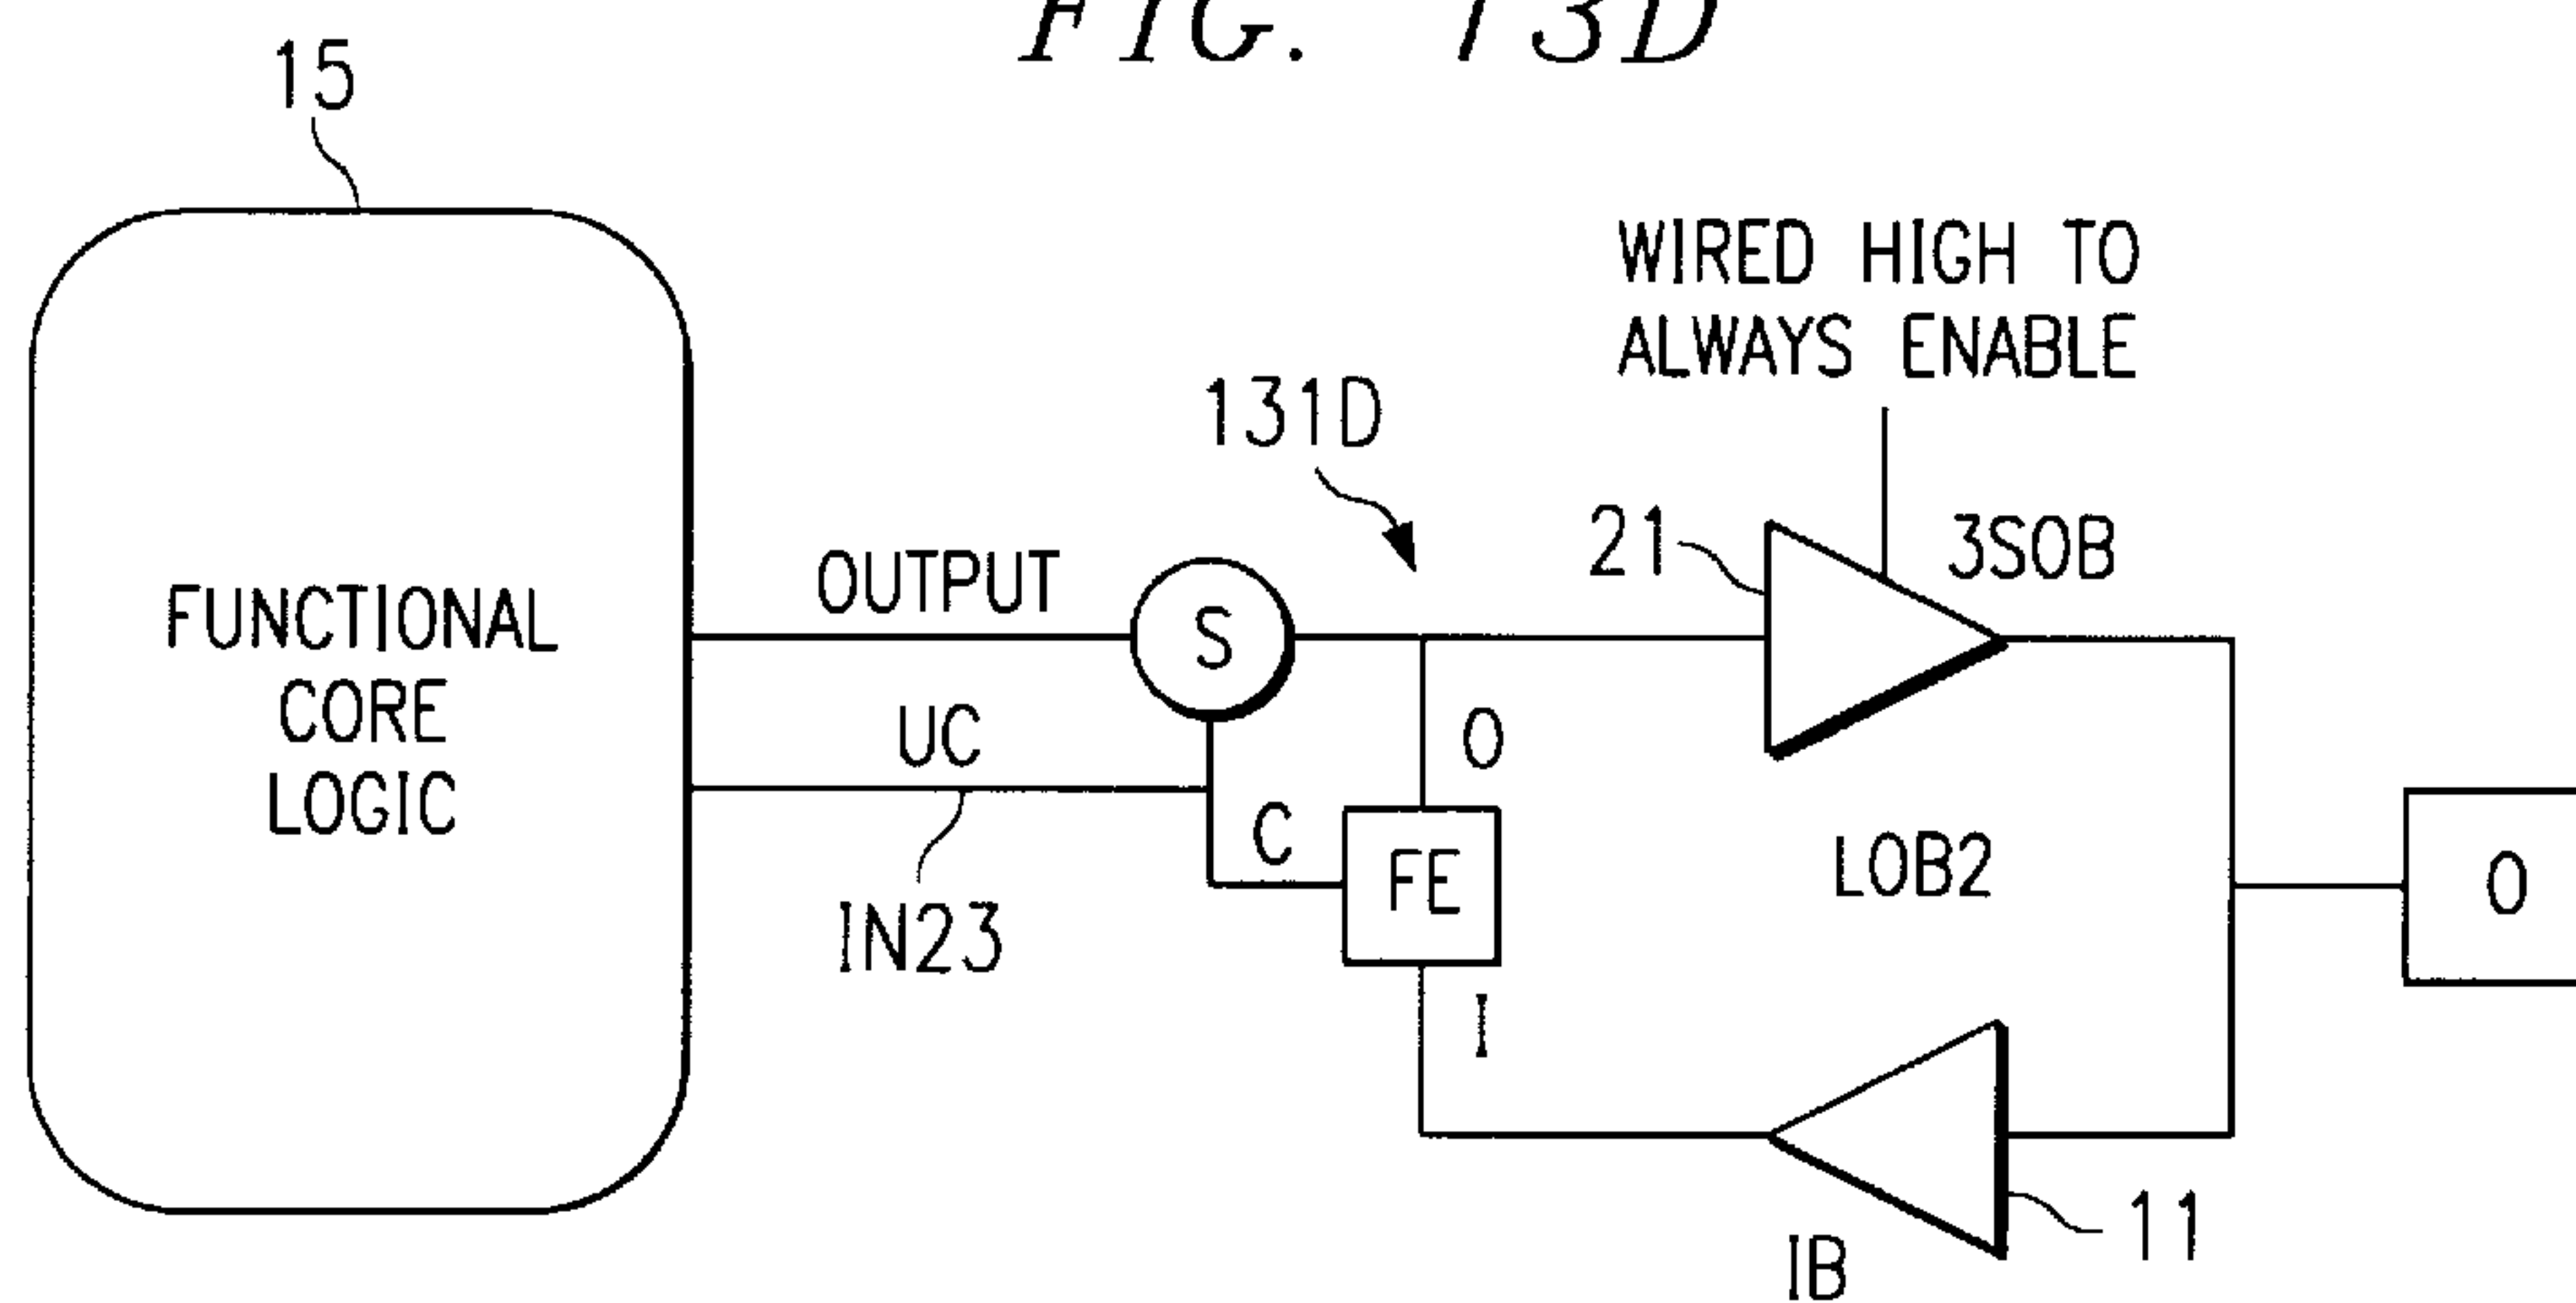 FIG. 13D
15
WIRED HIGH TO
ALWAYS ENABLE
131D
21
3SOB
OUTPUT
S
FUNCTIONAL
CORE
LOGIC
UC
O
C
FE
LOB2
O
IN23
I
11
IB